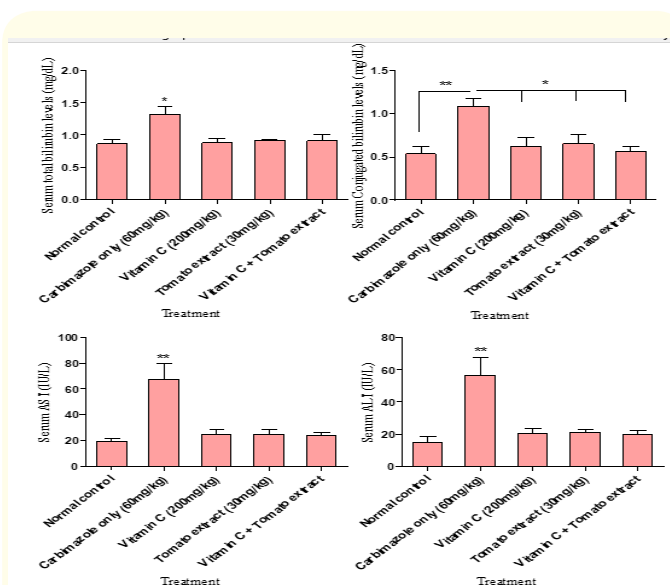 Serum total bilimbin levels (mg/dL)
2.0
1.5
1.0
0.5
0.0
*
Normal control
Carbimazole only (60mg/kg)
Vitamin C (200mg/kg)
Tomato extract (30mg/kg)
Vitamin C + Tomato extract
Treatment
Serum Conjugated bilimbin levels (mg/dL)
1.5
1.0
0.5
0.0
**
*
Normal control
Carbimazole only (60mg/kg)
Vitamin C (200mg/kg)
Tomato extract (30mg/kg)
Vitamin C + Tomato extract
Treatment
Serum AST (IU/L)
100
80
60
40
20
0
**
Normal control
Carbimazole only (60mg/kg)
Vitamin C (200mg/kg)
Tomato extract (30mg/kg)
Vitamin C + Tomato extract
Treatment
Serum ALT (IU/L)
80
60
40
20
0
**
Normal control
Carbimazole only (60mg/kg)
Vitamin C (200mg/kg)
Tomato extract (30mg/kg)
Vitamin C + Tomato extract
Treatment